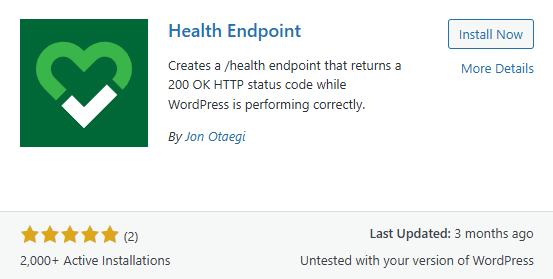 Health Endpoint
Install Now
More Details
Creates a /health endpoint that returns a
200 OK HTTP status code while
WordPress is performing correctly.
By Jon Otaegi
(2)
Last Updated: 3 months ago
2,000+ Active Installations
Untested with your version of WordPress